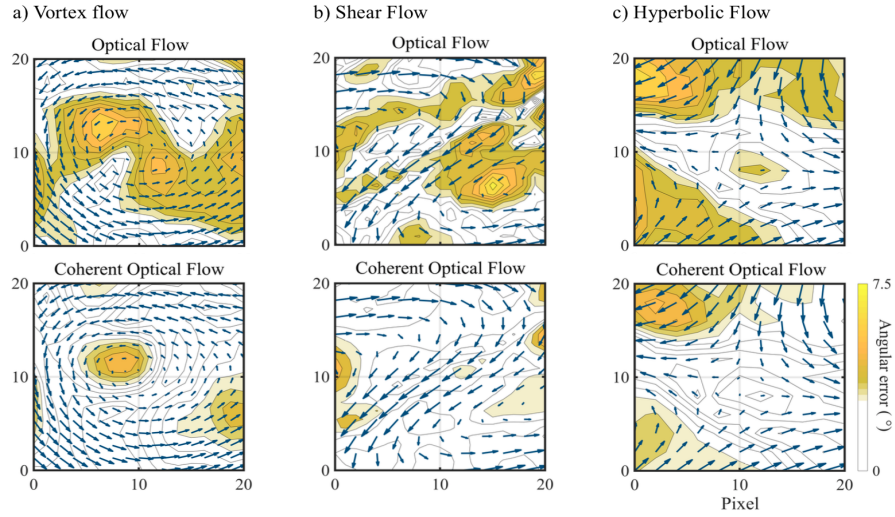 a) Vortex flow
b) Shear Flow
c) Hyperbolic Flow
Optical Flow
Optical Flow
Optical Flow
20
10
0
20
10
0
20
10
0
Coherent Optical Flow
Coherent Optical Flow
Coherent Optical Flow
20
10
0
20
10
0
20
10
0
7.5
Angular error (°)
0
0
10
20
0
10
20
0
10
20
Pixel